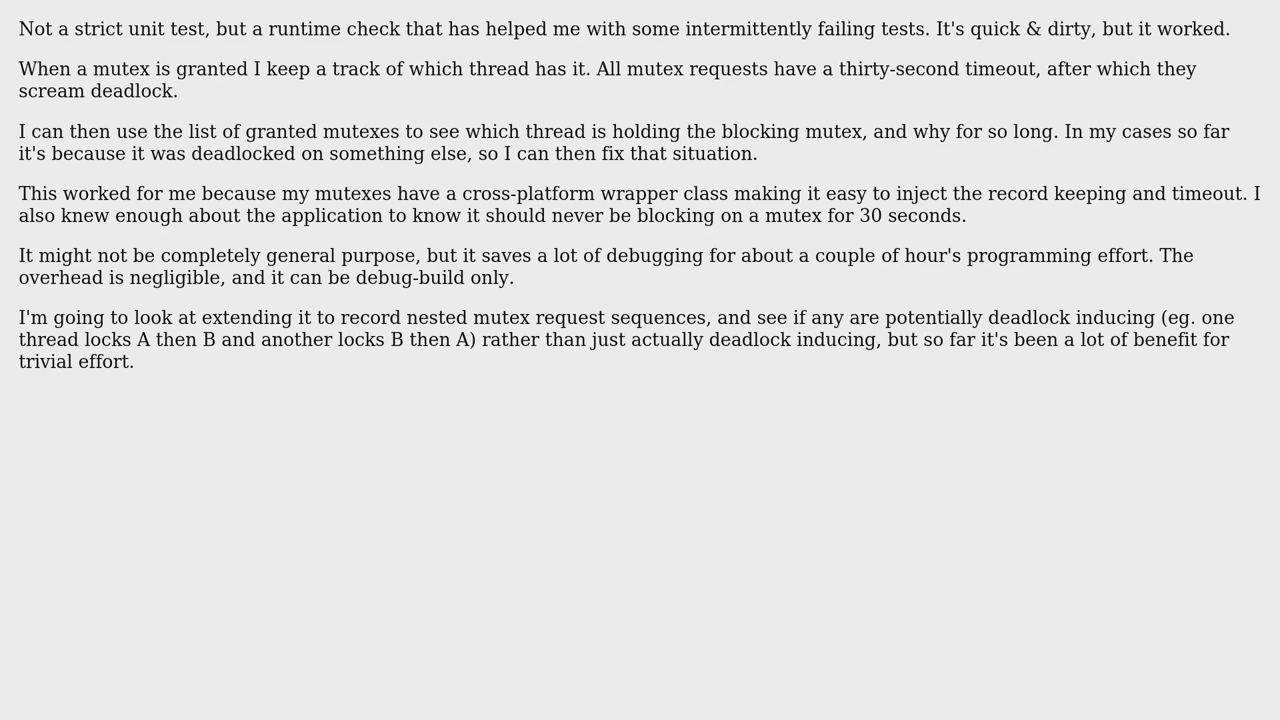 Not a strict unit test, but a runtime check that has helped me with some intermittently failing tests. It's quick & dirty, but it worked.
When a mutex is granted I keep a track of which thread has it. All mutex requests have a thirty-second timeout, after which they
scream deadlock.
I can then use the list of granted mutexes to see which thread is holding the blocking mutex, and why for so long. In my cases so far
it's because it was deadlocked on something else, so I can then fix that situation.
This worked for me because my mutexes have a cross-platform wrapper class making it easy to inject the record keeping and timeout. I
also knew enough about the application to know it should never be blocking on a mutex for 30 seconds.
It might not be completely general purpose, but it saves a lot of debugging for about a couple of hour's programming effort. The
overhead is negligible, and it can be debug-build only.
I'm going to look at extending it to record nested mutex request sequences, and see if any are potentially deadlock inducing (eg. one
thread locks A then B and another locks B then A) rather than just actually deadlock inducing, but so far it's been a lot of benefit for
trivial effort.